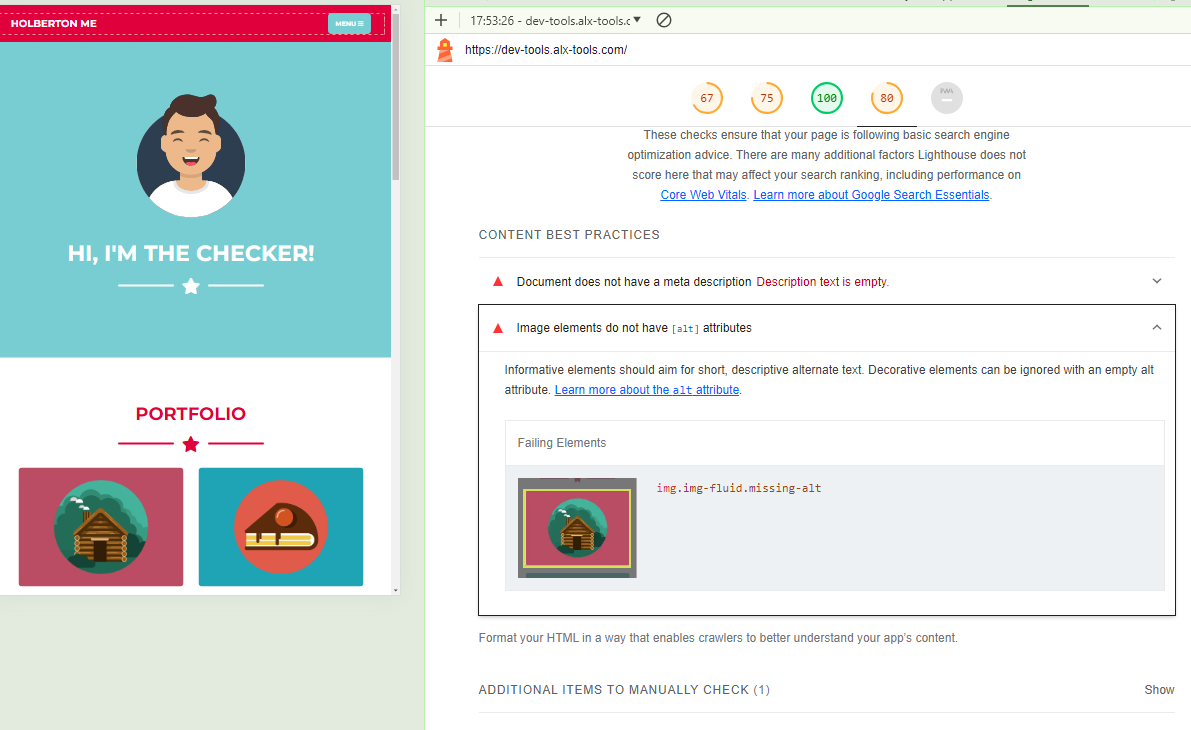 HOLBERTON ME
MENU
HI, I'M THE CHECKER!
PORTFOLIO
17:53:26 - dev-tools.alx-tools.c
https://dev-tools.alx-tools.com/
67
75
100
80
PWA
These checks ensure that your page is following basic search engine
optimization advice. There are many additional factors Lighthouse does not
score here that may affect your search ranking, including performance on
Core Web Vitals. Learn more about Google Search Essentials.
CONTENT BEST PRACTICES
Document does not have a meta description Description text is empty.
Image elements do not have [alt] attributes
Informative elements should aim for short, descriptive alternate text. Decorative elements can be ignored with an empty alt
attribute. Learn more about the alt attribute.
Failing Elements
img.img-fluid.missing-alt
Format your HTML in a way that enables crawlers to better understand your app's content.
ADDITIONAL ITEMS TO MANUALLY CHECK (1)
Show